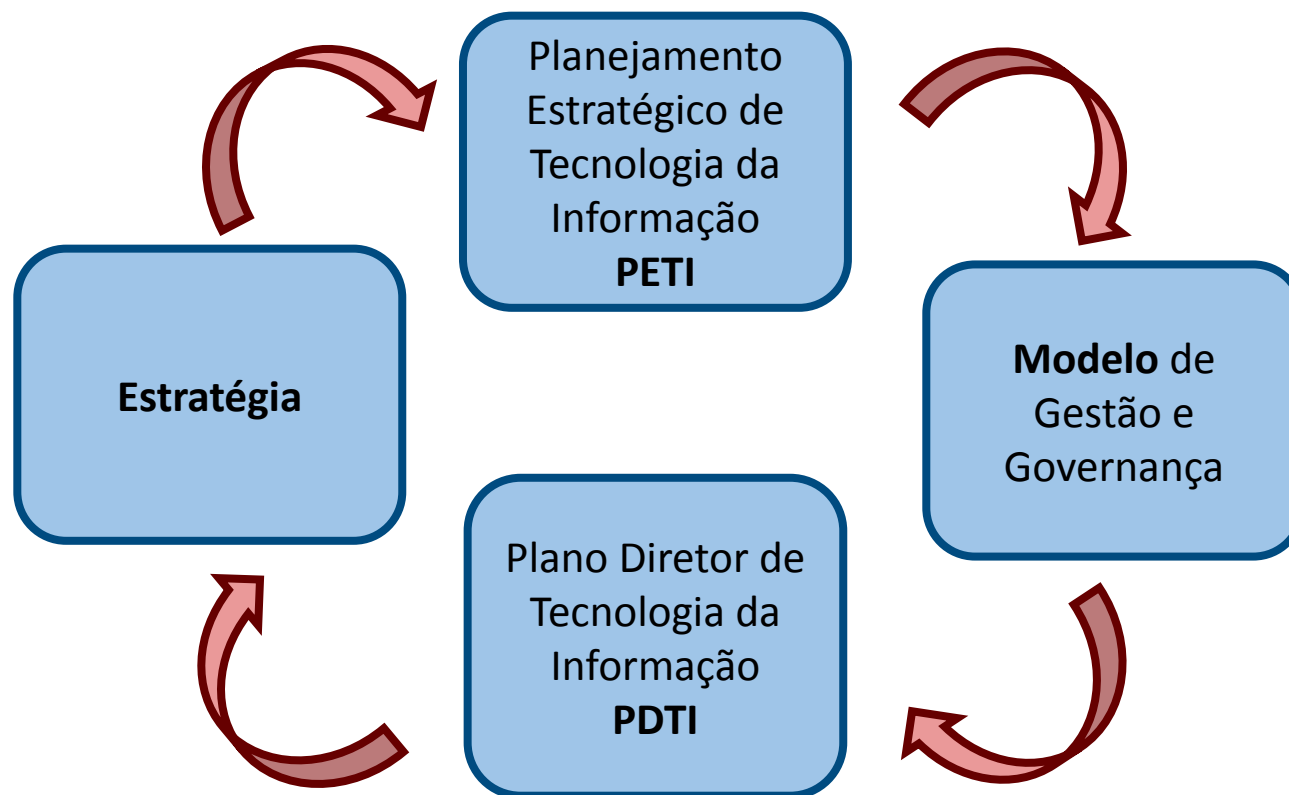 Planejamento
Estratégico de
Tecnologia da
Informação
PETI
Estratégia
Modelo de
Gestão e
Governança
Plano Diretor de
Tecnologia da
Informação
PDTI